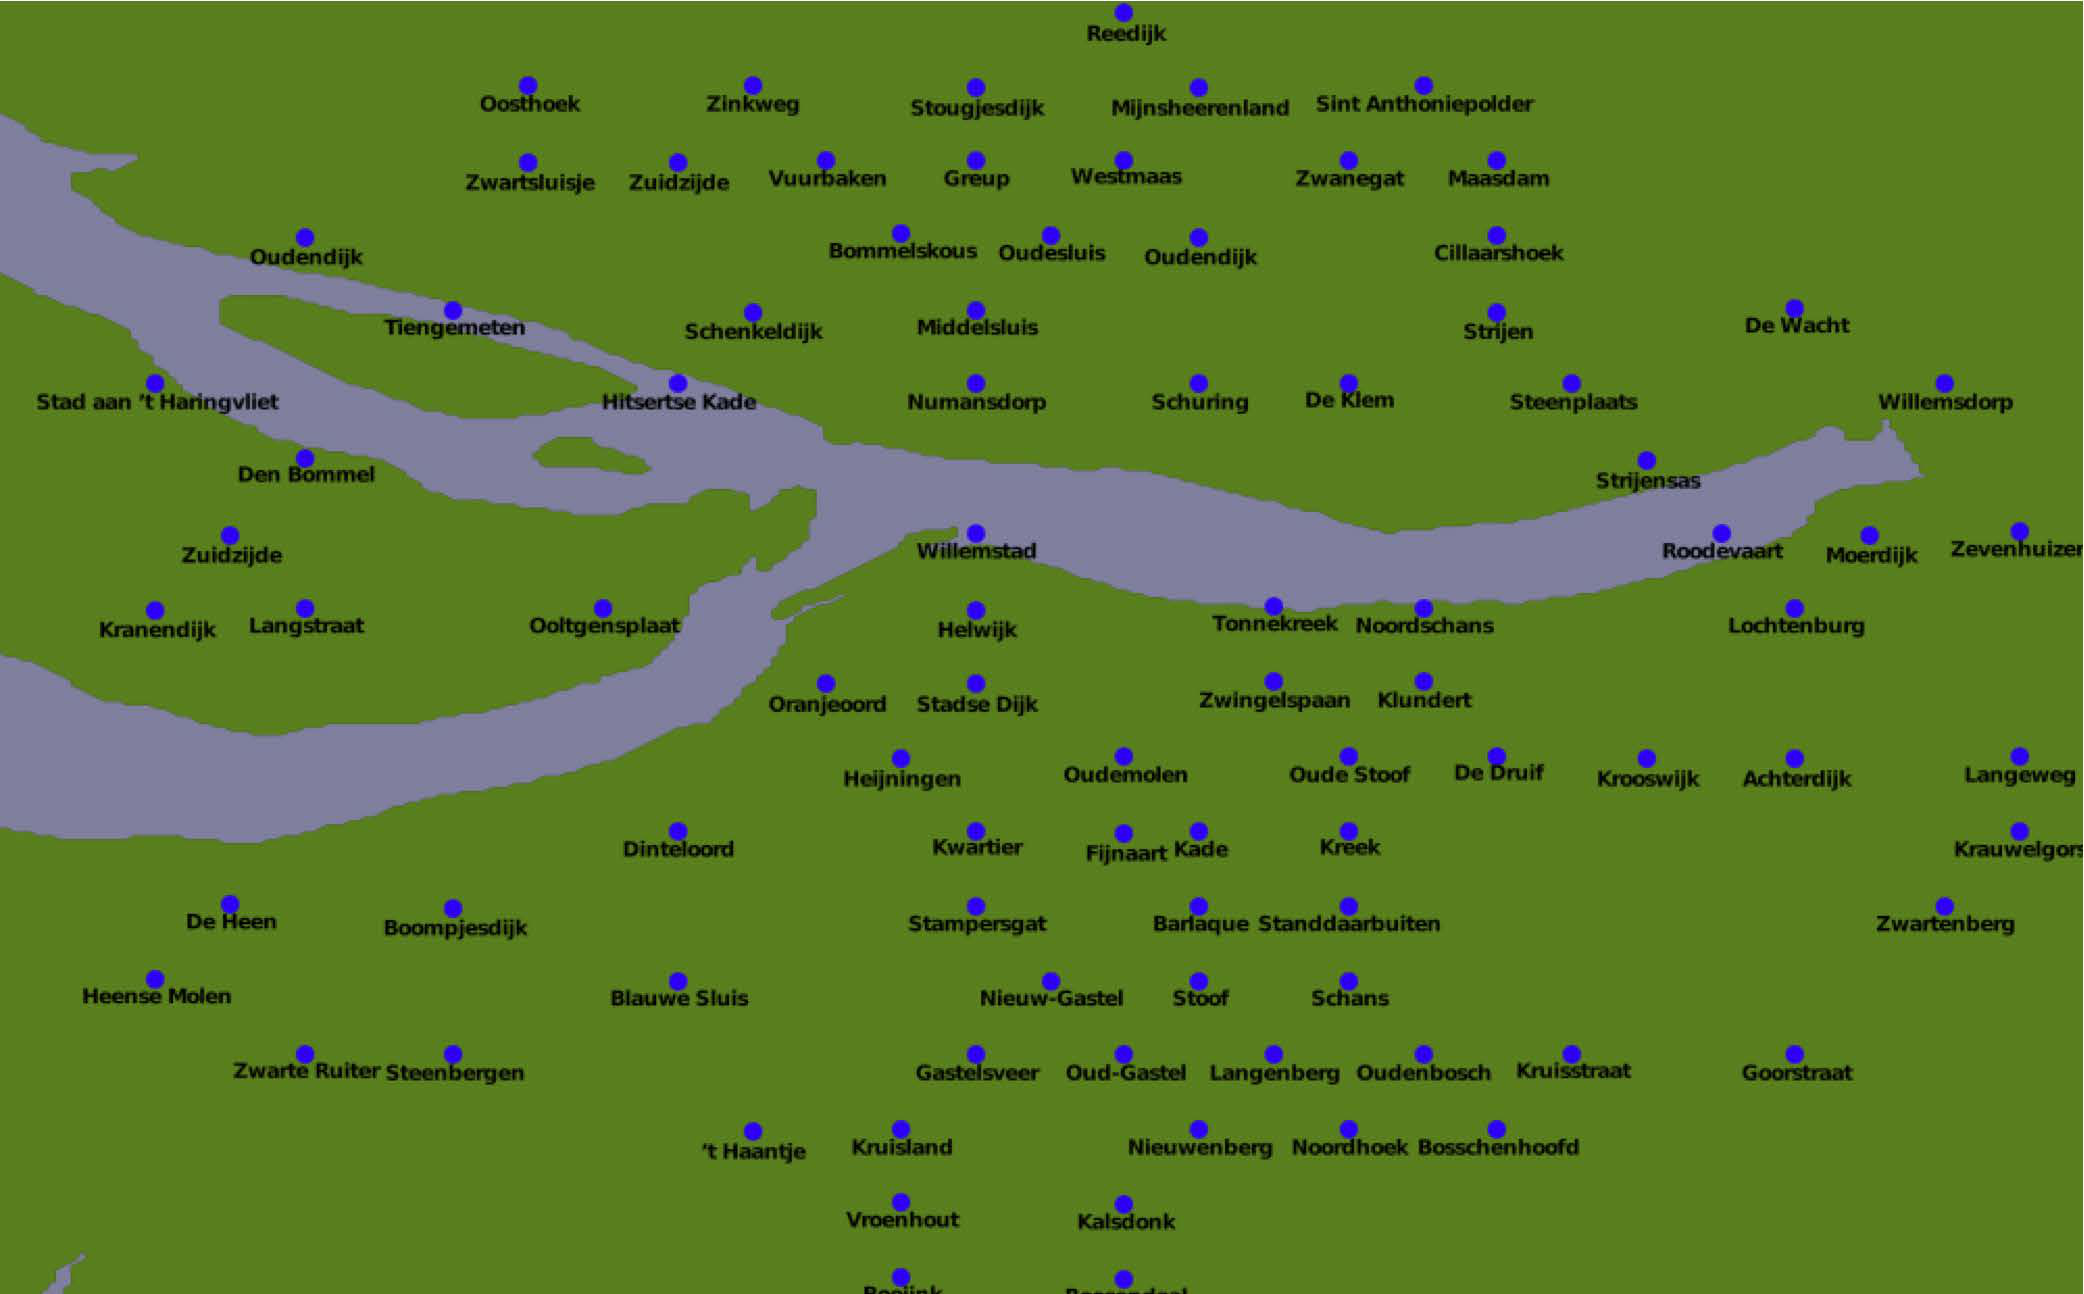 Reedijk
Oosthoek
Zinkweg
Stougjesdijk
Mijnsheerenland
Sint Anthoniepolder
Zwartsluisje
Zuidzijde
Vuurbaken
Greup
Westmaas
Zwanegat
Maasdam
Oudendijk
Bommelskous
Oudesluis
Oudendijk
Cillaarshoek
Tiengemeten
Schenkeldijk
Middelsluis
Strijen
De Wacht
Stad aan 't Haringvliet
Hitsertse Kade
Numansdorp
Schuring
De Klem
Steenplaats
Willemsdorp
Den Bommel
Strijensas
Zuidzijde
Willemstad
Roodevaart
Moerdijk
Zevenhuizer
Kranendijk
Langstraat
Ooltgensplaat
Helwijk
Tonnekreek
Noordschans
Lochtenburg
Oranjeoord
Stadse Dijk
Zwingelspaan
Klundert
Heijningen
Oudemolen
Oude Stoof
De Druif
Krooswijk
Achterdijk
Langeweg
Dinteloord
Kwartier
Fijnaart
Kade
Kreek
Krauwelgors
De Heen
Boompjesdijk
Stampersgat
Barlaque
Standdaarbuiten
Zwartenberg
Heense Molen
Blauwe Sluis
Nieuw-Gastel
Stoof
Schans
Zwarte Ruiter
Steenbergen
Gastelsveer
Oud-Gastel
Langenberg
Oudenbosch
Kruisstraat
Goorstraat
't Haantje
Kruisland
Nieuwenberg
Noordhoek
Bosschenhoofd
Vroenhout
Kalsdonk